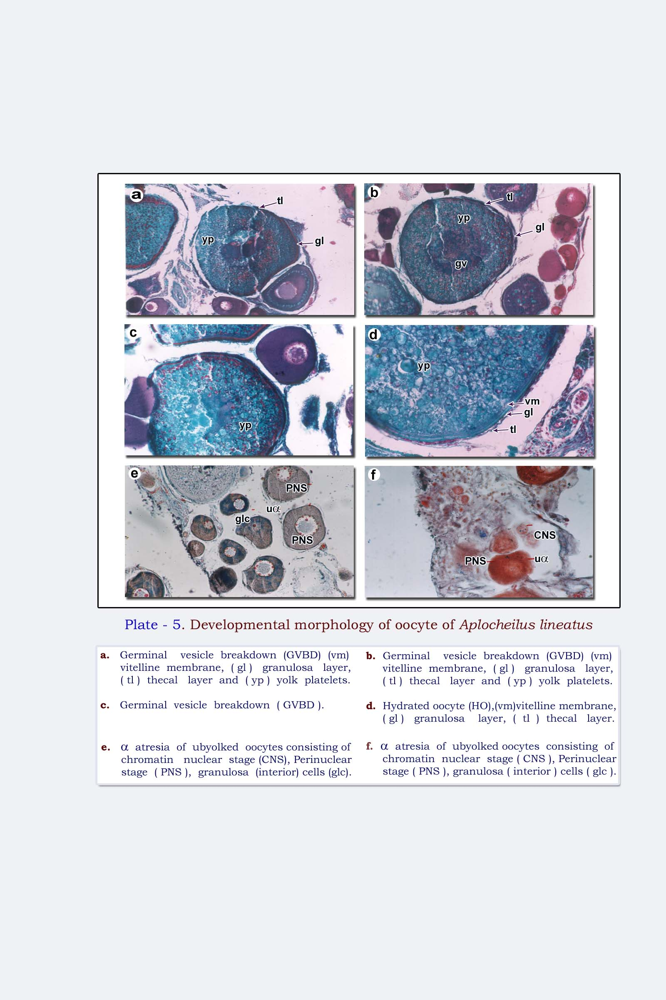 a
tl
yp
gl
b
tl
yp
gl
gv
c
yp
d
yp
vm
gl
tl
e
PNS
uα
glc
PNS
f
CNS
PNS
uα
Plate - 5. Developmental morphology of oocyte of Aplocheilus lineatus
a. Germinal vesicle breakdown (GVBD) (vm)
vitelline membrane, ( gl ) granulosa layer,
( tl ) thecal layer and ( yp ) yolk platelets.
b. Germinal vesicle breakdown (GVBD) (vm)
vitelline membrane, ( gl ) granulosa layer,
( tl ) thecal layer and ( yp ) yolk platelets.
c. Germinal vesicle breakdown ( GVBD ).
d. Hydrated oocyte (HO),(vm)vitelline membrane,
( gl ) granulosa layer, ( tl ) thecal layer.
e. α atresia of ubyolked oocytes consisting of
chromatin nuclear stage (CNS), Perinuclear
stage ( PNS ), granulosa (interior) cells (glc).
f. α atresia of ubyolked oocytes consisting of
chromatin nuclear stage ( CNS ), Perinuclear
stage ( PNS ), granulosa ( interior ) cells ( glc ).